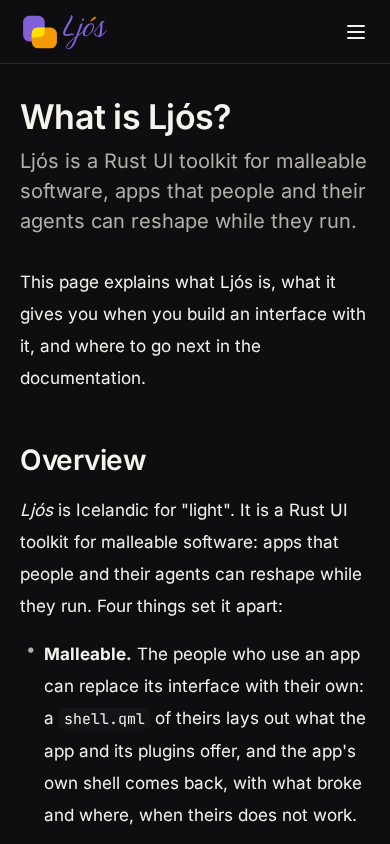 Ljós
What is Ljós?
Ljós is a Rust UI toolkit for malleable
software, apps that people and their
agents can reshape while they run.
This page explains what Ljós is, what it
gives you when you build an interface with
it, and where to go next in the
documentation.
Overview
Ljós is Icelandic for "light". It is a Rust UI
toolkit for malleable software: apps that
people and their agents can reshape while
they run. Four things set it apart:
• Malleable. The people who use an app
can replace its interface with their own:
a shell.qml of theirs lays out what the
app and its plugins offer, and the app's
own shell comes back, with what broke
and where, when theirs does not work.